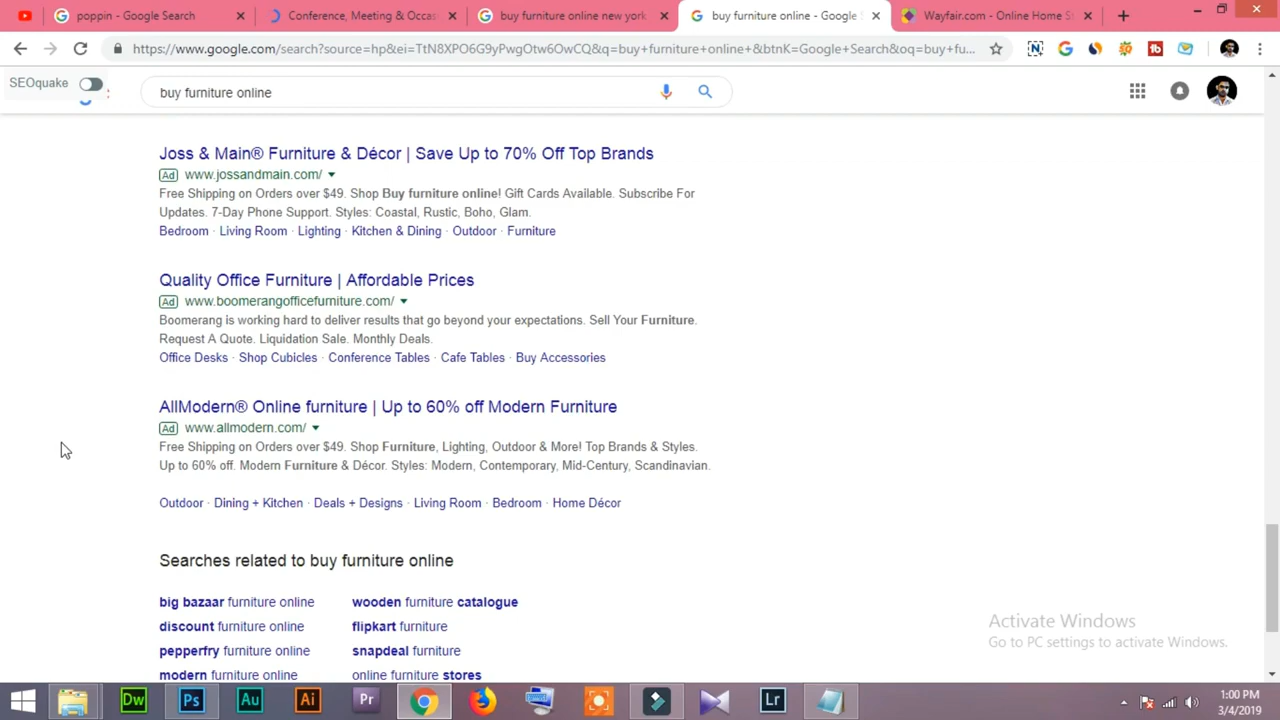 poppin - Google Search
Conference, Meeting & Occas
buy furniture online new york
buy furniture online - Google S
Wayfair.com - Online Home St
https://www.google.com/search?source=hp&ei=TtN8XPO6G9yPwgOtw6OwCQ&q=buy+furniture+online+&btnK=Google+Search&oq=buy+fu...
SEOquake
buy furniture online
Joss & Main® Furniture & Décor | Save Up to 70% Off Top Brands
Ad www.jossandmain.com/
Free Shipping on Orders over $49. Shop Buy furniture online! Gift Cards Available. Subscribe For
Updates. 7-Day Phone Support. Styles: Coastal, Rustic, Boho, Glam.
Bedroom · Living Room · Lighting · Kitchen & Dining · Outdoor · Furniture
Quality Office Furniture | Affordable Prices
Ad www.boomerangofficefurniture.com/
Boomerang is working hard to deliver results that go beyond your expectations. Sell Your Furniture.
Request A Quote. Liquidation Sale. Monthly Deals.
Office Desks · Shop Cubicles · Conference Tables · Cafe Tables · Buy Accessories
AllModern® Online furniture | Up to 60% off Modern Furniture
Ad www.allmodern.com/
Free Shipping on Orders over $49. Shop Furniture, Lighting, Outdoor & More! Top Brands & Styles.
Up to 60% off. Modern Furniture & Décor. Styles: Modern, Contemporary, Mid-Century, Scandinavian.
Outdoor · Dining + Kitchen · Deals + Designs · Living Room · Bedroom · Home Décor
Searches related to buy furniture online
big bazaar furniture online
wooden furniture catalogue
discount furniture online
flipkart furniture
pepperfry furniture online
snapdeal furniture
modern furniture online
online furniture stores
Activate Windows
Go to PC settings to activate Windows.
Dw
Ps
Au
Ai
Pr
Lr
1:00 PM
3/4/2019